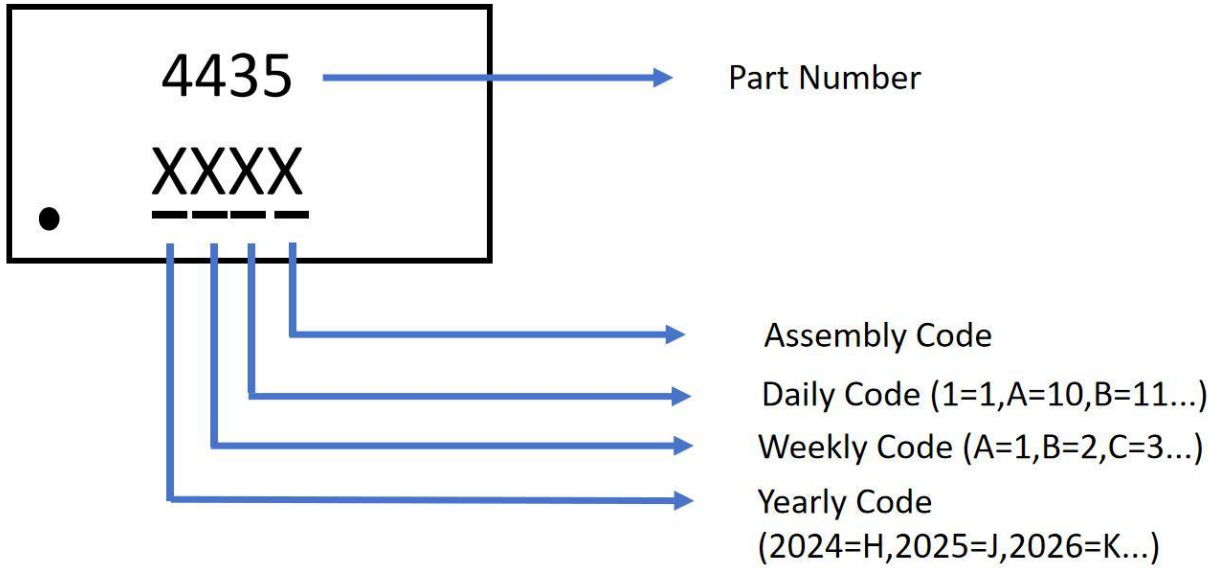 4435
Part Number
XXXX
Assembly Code
Daily Code (1=1,A=10,B=11...)
Weekly Code (A=1,B=2,C=3...)
Yearly Code
(2024=H,2025=J,2026=K...)